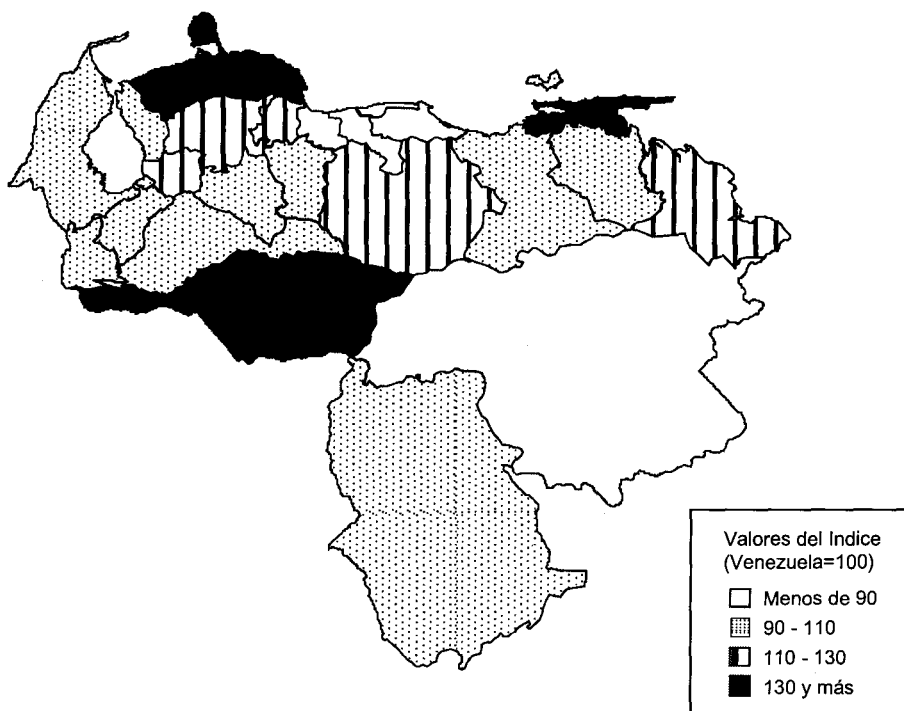 Valores del Indice
(Venezuela=100)
Menos de 90
90 - 110
110 - 130
130 y más